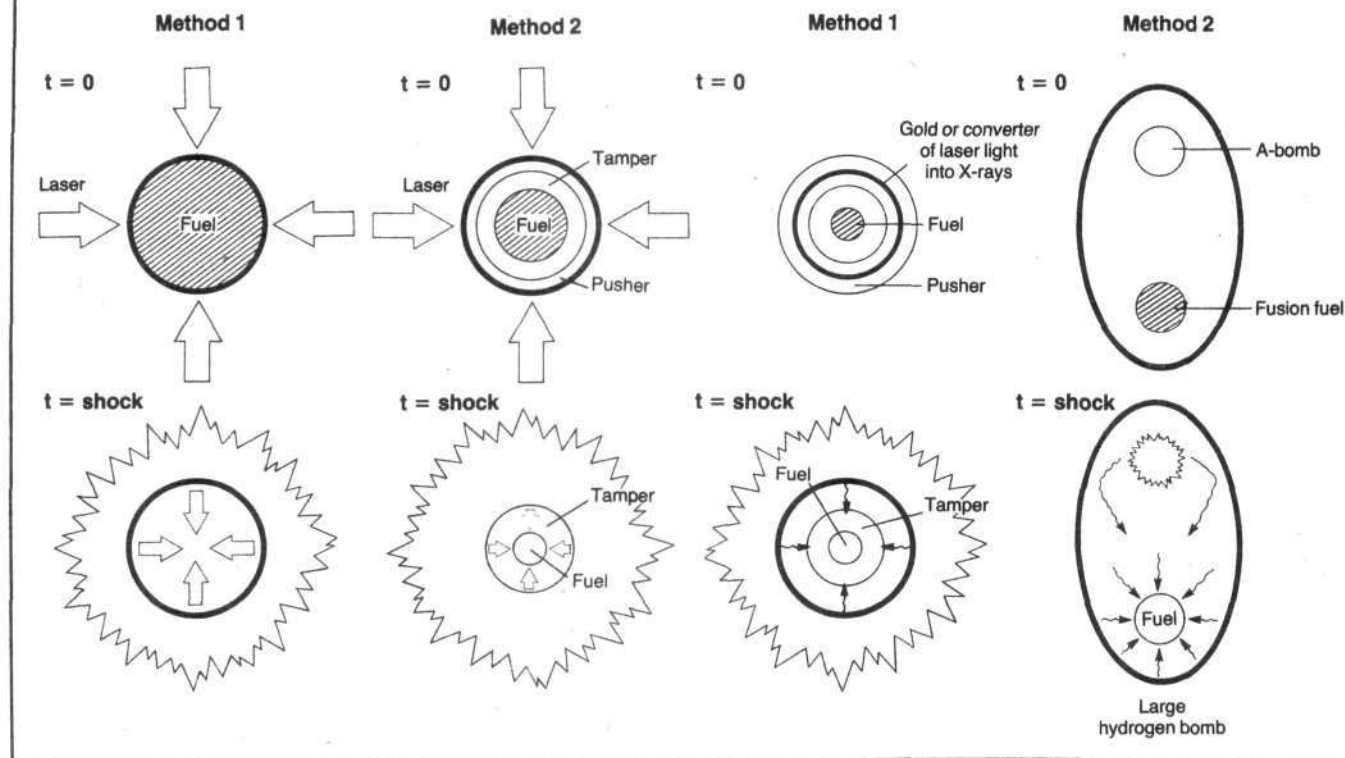 Method 1
t = 0
Laser
Fuel
t = shock
Method 2
t = 0
Laser
Tamper
Fuel
Pusher
t = shock
Tamper
Fuel
Method 1
t = 0
Gold or converter
of laser light
into X-rays
Fuel
Pusher
t = shock
Fuel
Tamper
Method 2
t = 0
A-bomb
Fusion fuel
t = shock
Fuel
Large
hydrogen bomb